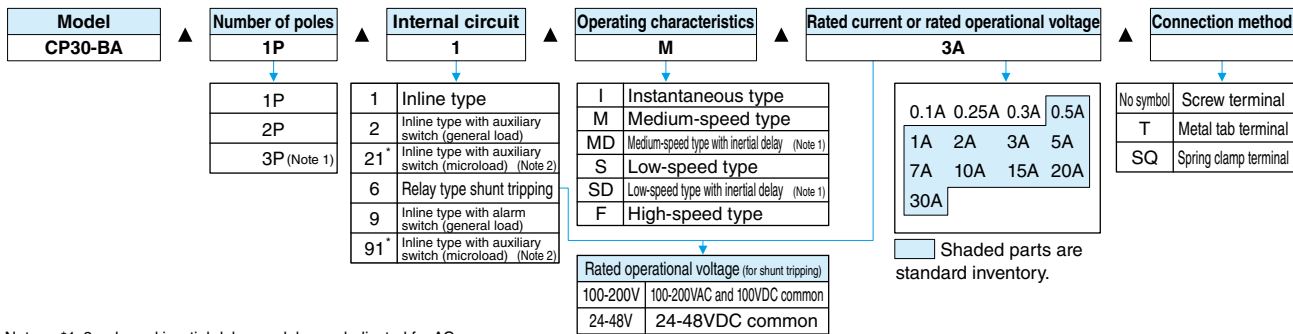 Model
CP30-BA
▲
Number of poles
1P
▲
Internal circuit
1
▲
Operating characteristics
M
▲
Rated current or rated operational voltage
3A
▲
Connection method
1P
2P
3P (Note 1)
1 Inline type
2 Inline type with auxiliary
switch (general load)
21* Inline type with auxiliary
switch (microload) (Note 2)
6 Relay type shunt tripping
9 Inline type with alarm
switch (general load)
91* Inline type with auxiliary
switch (microload) (Note 2)
I Instantaneous type
M Medium-speed type
MD Medium-speed type with inertial delay (Note 1)
S Low-speed type
SD Low-speed type with inertial delay (Note 1)
F High-speed type
Rated operational voltage (for shunt tripping)
100-200V 100-200VAC and 100VDC common
24-48V 24-48VDC common
0.1A 0.25A 0.3A 0.5A
1A 2A 3A 5A
7A 10A 15A 20A
30A
Shaded parts are
standard inventory.
No symbol Screw terminal
T Metal tab terminal
SQ Spring clamp terminal